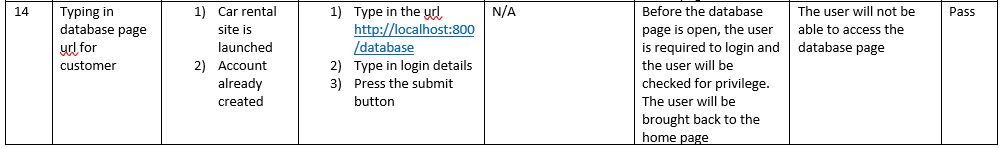 14
Typing in
database page
url for
customer
1) Car rental
site is
launched
2) Account
already
created
1) Type in the url
http://localhost:800
/database
2) Type in login details
3) Press the submit
button
N/A
Before the database
page is open, the user
is required to login and
the user will be
checked for privilege.
The user will be
brought back to the
home page
The user will not be
able to access the
database page
Pass